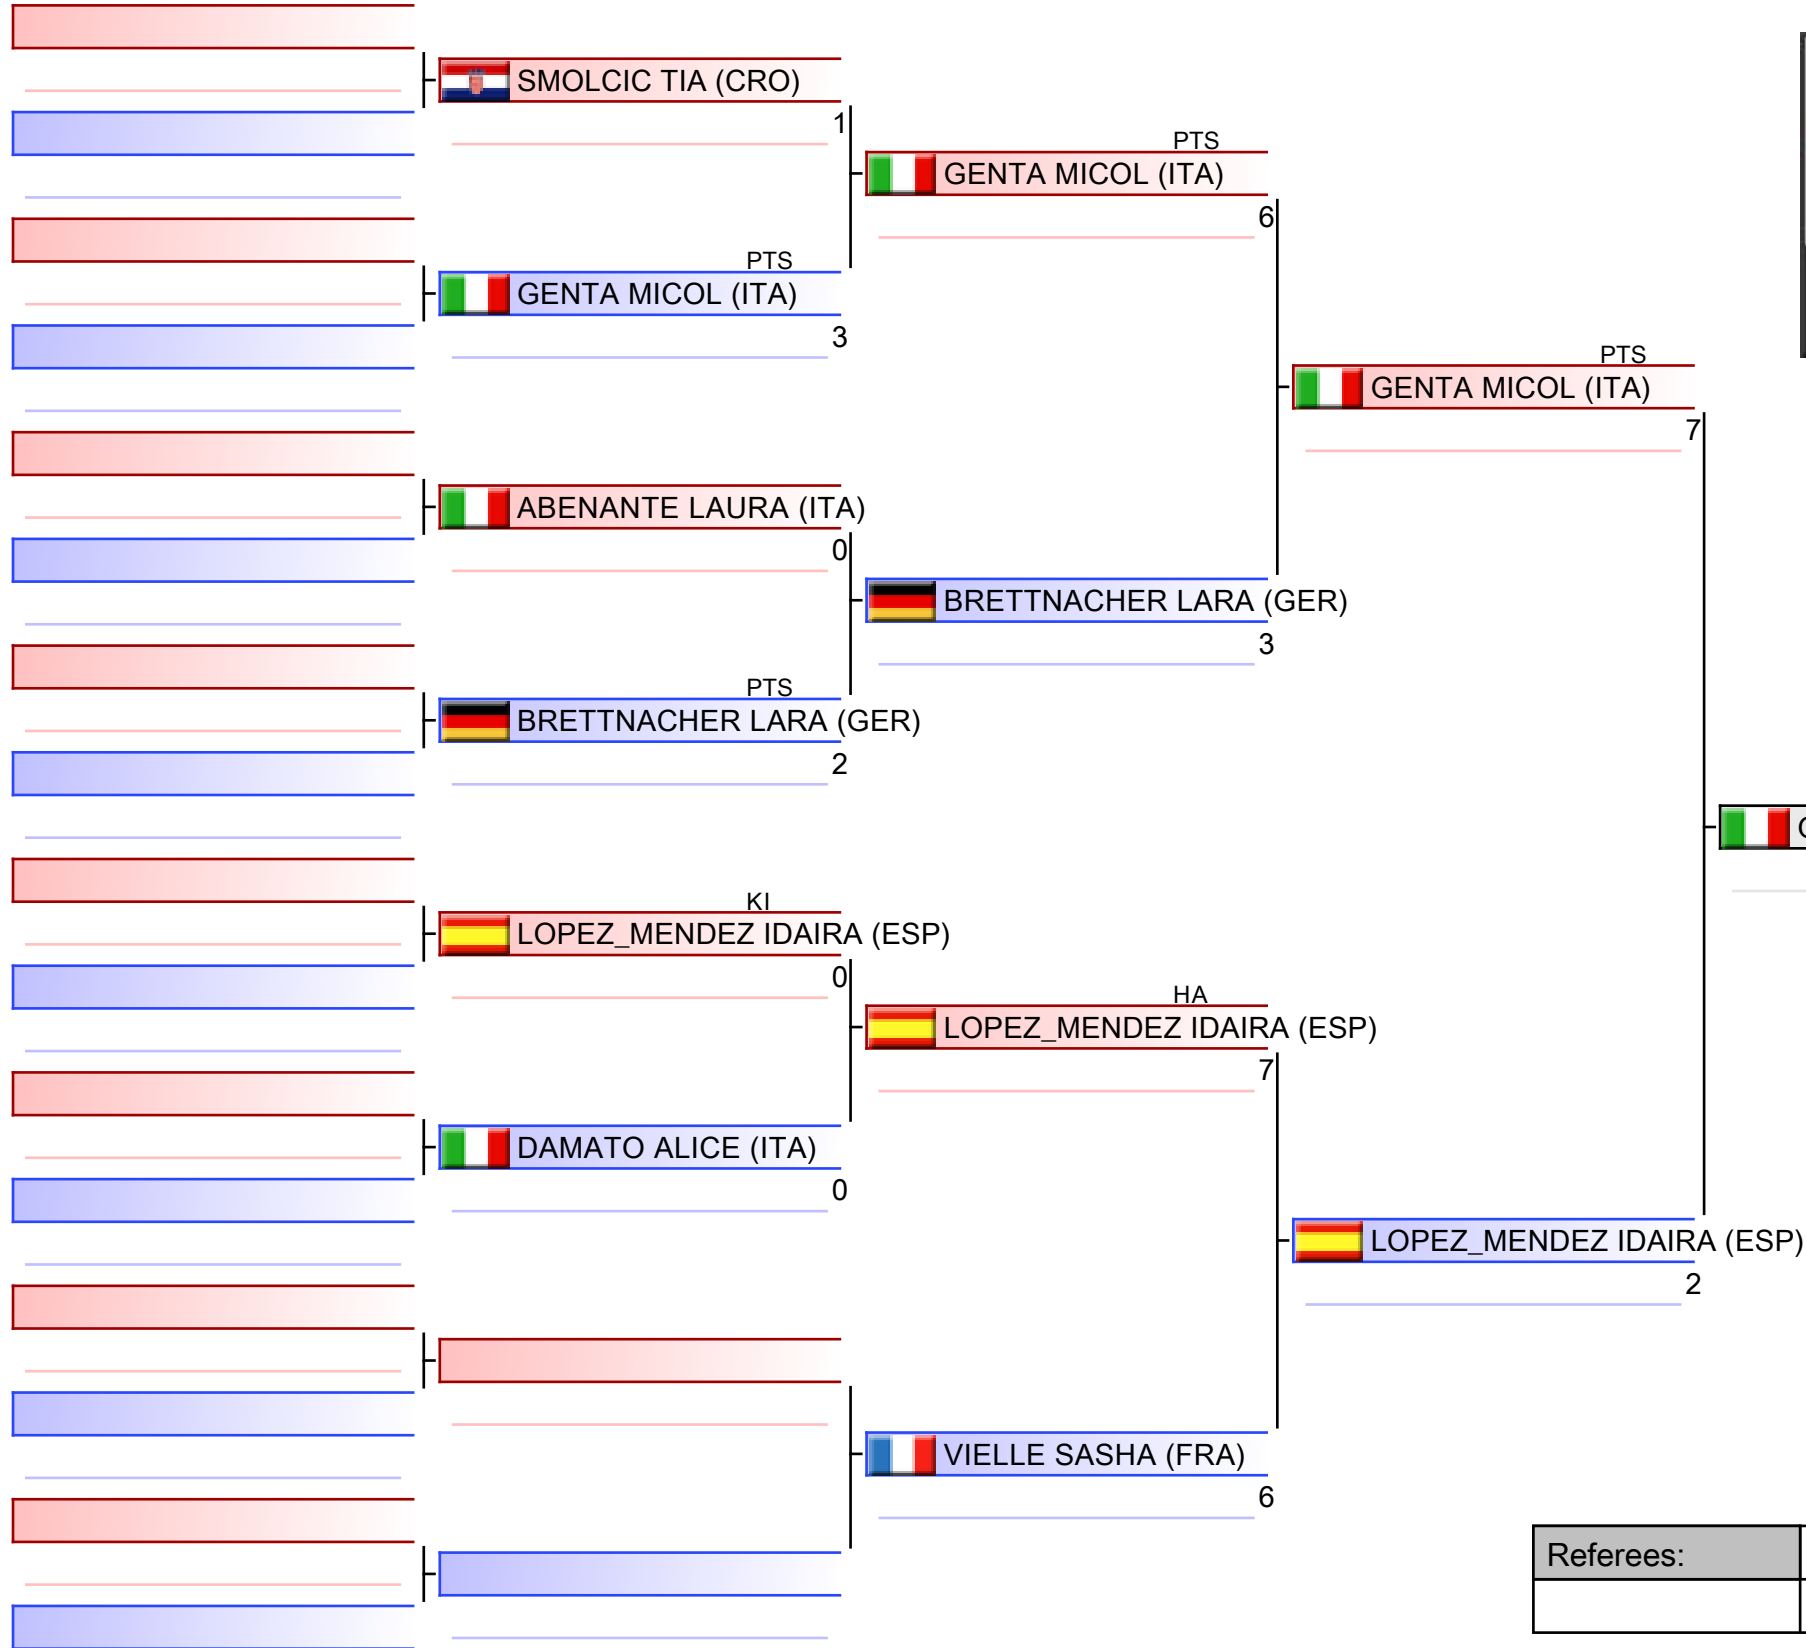 SMOLCIC TIA (CRO)
1
PTS
GENTA MICOL (ITA)
6
PTS
GENTA MICOL (ITA)
3
PTS
GENTA MICOL (ITA)
7
ABENANTE LAURA (ITA)
0
BRETTNACHER LARA (GER)
3
PTS
BRETTNACHER LARA (GER)
2
KI
LOPEZ_MENDEZ IDAIRA (ESP)
0
HA
LOPEZ_MENDEZ IDAIRA (ESP)
7
DAMATO ALICE (ITA)
0
LOPEZ_MENDEZ IDAIRA (ESP)
2
VIELLE SASHA (FRA)
6
Referees: